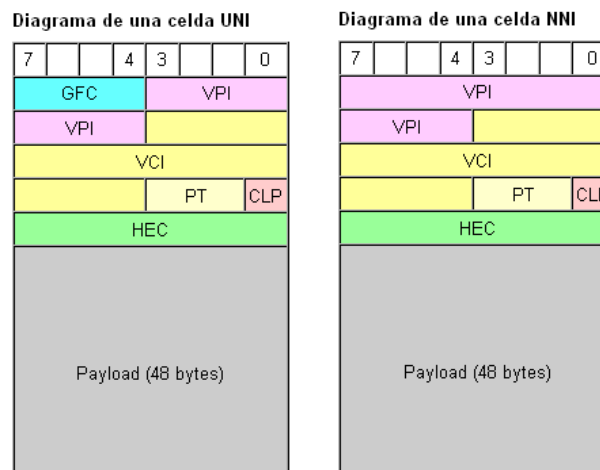 Diagrama de una celda UNI
7 4 3 0
GFC VPI
VPI
VCI
PT CLP
HEC
Payload (48 bytes)
Diagrama de una celda NNI
7 4 3 0
VPI
VPI
VCI
PT
HEC
Payload (48 bytes)